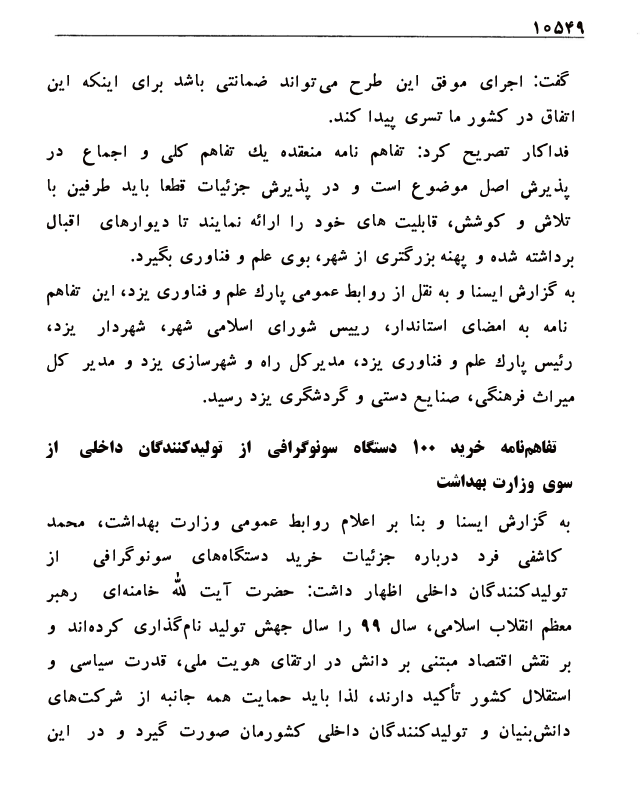 ۱۰۵۴۹
گفت: اجرای موفق این طرح می‌تواند ضمانتی باشد برای اینکه این
اتفاق در کشور ما تسری پیدا کند.
فداکار تصریح کرد: تفاهم نامه منعقده یك تفاهم کلی و اجماع در
پذیرش اصل موضوع است و در پذیرش جزئیات قطعا باید طرفین با
تلاش و کوشش، قابلیت های خود را ارائه نمایند تا دیوارهای اقبال
برداشته شده و پهنه بزرگتری از شهر، بوی علم و فناوری بگیرد.
به گزارش ایسنا و به نقل از روابط عمومی پارك علم و فناوری یزد، این تفاهم
نامه به امضای استاندار، رییس شورای اسلامی شهر، شهردار یزد،
رئیس پارك علم و فناوری یزد، مدیرکل راه و شهرسازی یزد و مدیر کل
میراث فرهنگی، صنایع دستی و گردشگری یزد رسید.
تفاهم‌نامه خرید ۱۰۰ دستگاه سونوگرافی از تولیدکنندگان داخلی از
سوی وزارت بهداشت
به گزارش ایسنا و بنا بر اعلام روابط عمومی وزارت بهداشت، محمد
کاشفی فرد درباره جزئیات خرید دستگاه‌های سونوگرافی از
تولیدکنندگان داخلی اظهار داشت: حضرت آیت لله خامنه‌ای رهبر
معظم انقلاب اسلامی، سال ۹۹ را سال جهش تولید نام‌گذاری کرده‌اند و
بر نقش اقتصاد مبتنی بر دانش در ارتقای هویت ملی، قدرت سیاسی و
استقلال کشور تأکید دارند، لذا باید حمایت همه جانبه از شرکت‌های
دانش‌بنیان و تولیدکنندگان داخلی کشورمان صورت گیرد و در این